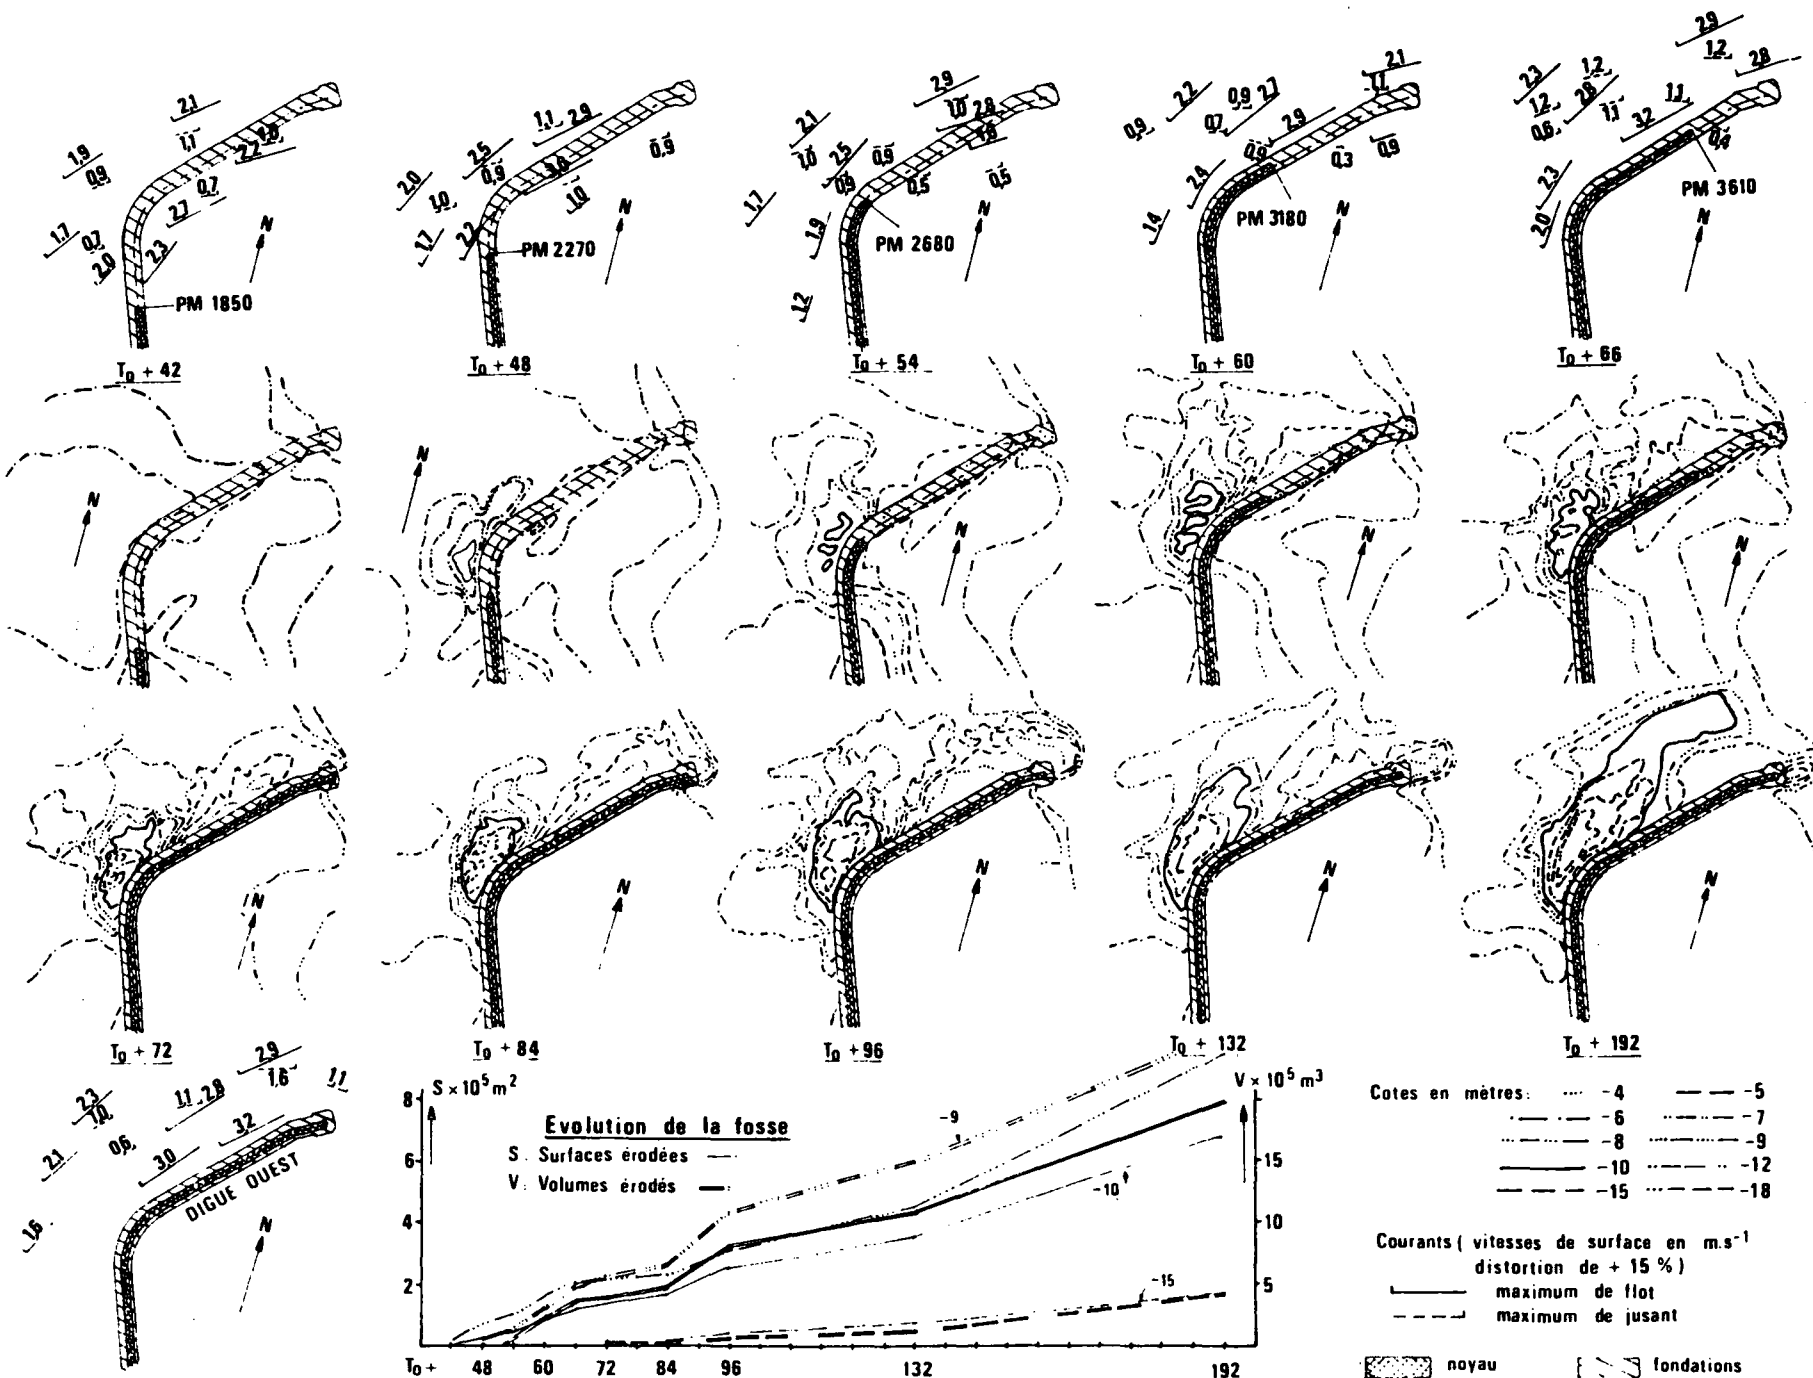 2,1
1,1
2,2
1,9
0,9
0,7
2,7
1,7
0,7
2,0
2,3
N
PM 1850
T₀ + 42
1,1
2,9
2,5
0,9
0,9
2,0
1,0
1,0
1,7
2,2
N
PM 2270
T₀ + 48
2,9
1,0
2,8
2,1
1,0
2,5
0,9
0,9
0,5
0,5
1,7
1,9
1,2
N
PM 2680
T₀ + 54
2,1
1,1
2,2
0,9
2,7
0,9
0,7
2,9
0,9
0,3
0,9
2,4
1,4
N
PM 3180
T₀ + 60
2,9
1,2
2,8
2,3
1,2
1,2
2,8
0,6
1,1
3,2
1,1
0,4
2,3
2,0
N
PM 3610
T₀ + 66
N
N
N
N
N
N
T₀ + 72
N
T₀ + 84
N
T₀ + 96
N
T₀ + 132
N
T₀ + 192
2,9
1,6
1,1
2,3
1,0
1,1
2,8
0,6
3,2
2,1
3,0
1,6
DIGUE OUEST
N
S × 10⁵ m²
V × 10⁵ m³
Evolution de la fosse
S. Surfaces érodées
V. Volumes érodés
-9
-10
-15
8
6
4
2
15
10
5
T₀ + 48 60 72 84 96 132 192
Cotes en mètres: -4 -5
-6 -7
-8 -9
-10 -12
-15 -18
Courants ( vitesses de surface en m.s⁻¹
distortion de + 15 % )
maximum de flot
maximum de jusant
noyau fondations